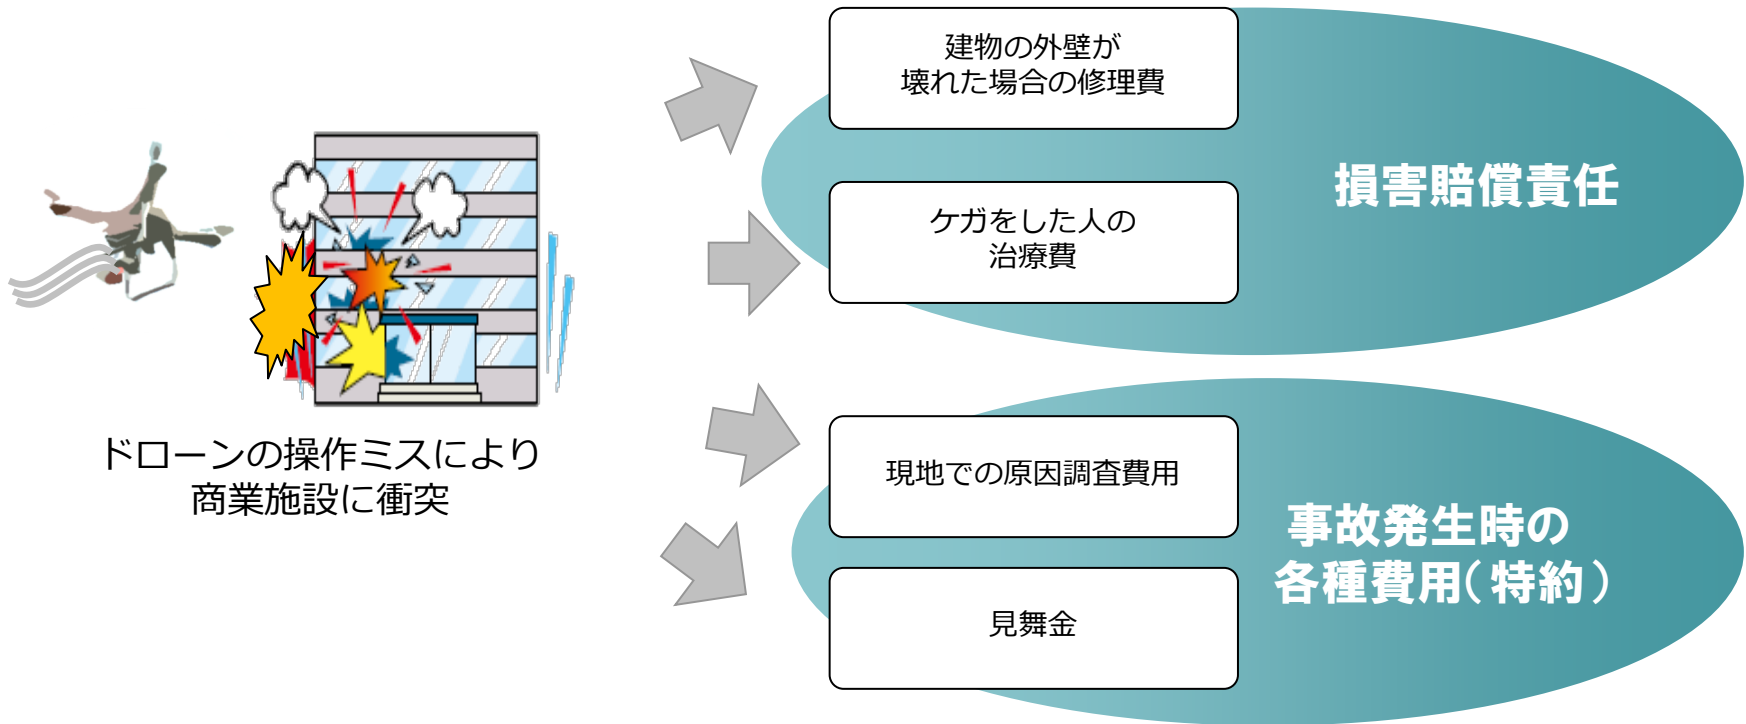 建物の外壁が
壊れた場合の修理費
ケガをした人の
治療費
損害賠償責任
ドローンの操作ミスにより
商業施設に衝突
現地での原因調査費用
見舞金
事故発生時の
各種費用(特約)